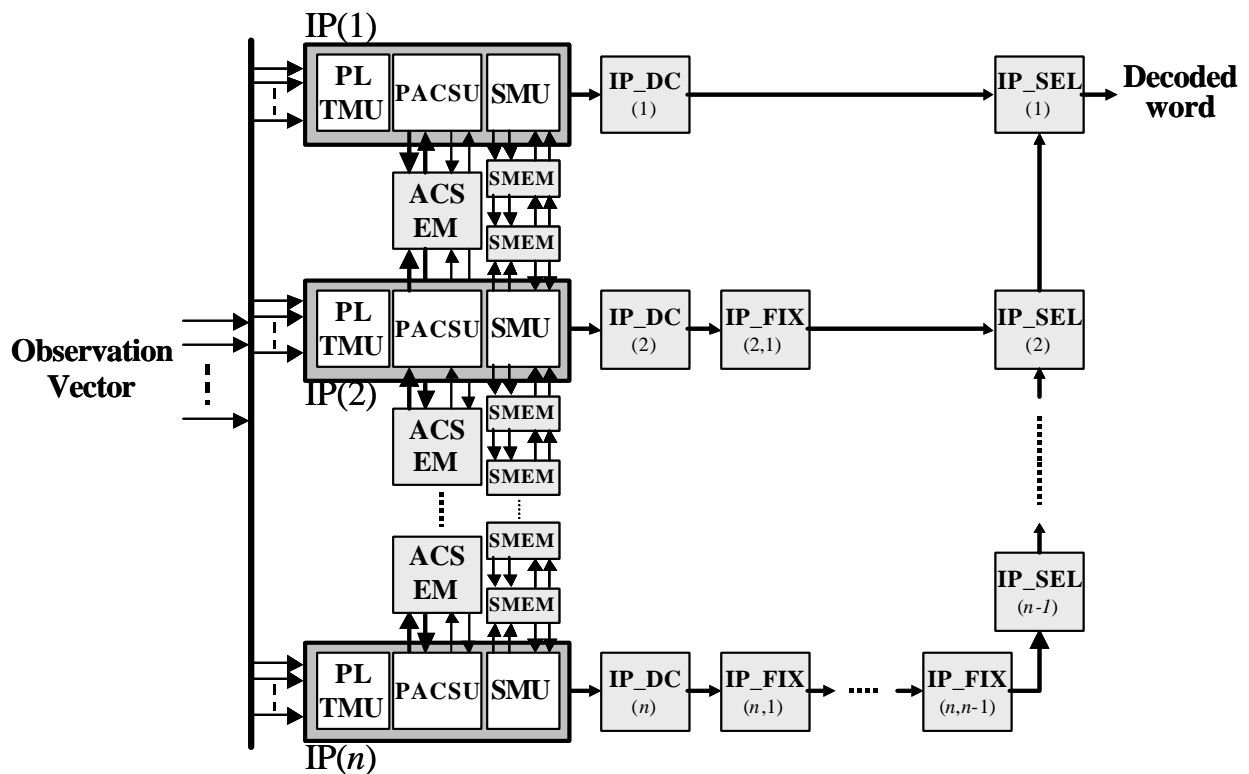 IP(1)
PL
TMU
PACSU
SMU
IP_DC
(1)
IP_SEL
(1)
Decoded
word
ACS
EM
SMEM
SMEM
PL
TMU
PACSU
SMU
IP_DC
(2)
IP_FIX
(2,1)
IP_SEL
(2)
Observation
Vector
IP(2)
ACS
EM
SMEM
SMEM
ACS
EM
SMEM
SMEM
IP_SEL
(n-1)
PL
TMU
PACSU
SMU
IP_DC
(n)
IP_FIX
(n,1)
IP_FIX
(n,n-1)
IP(n)